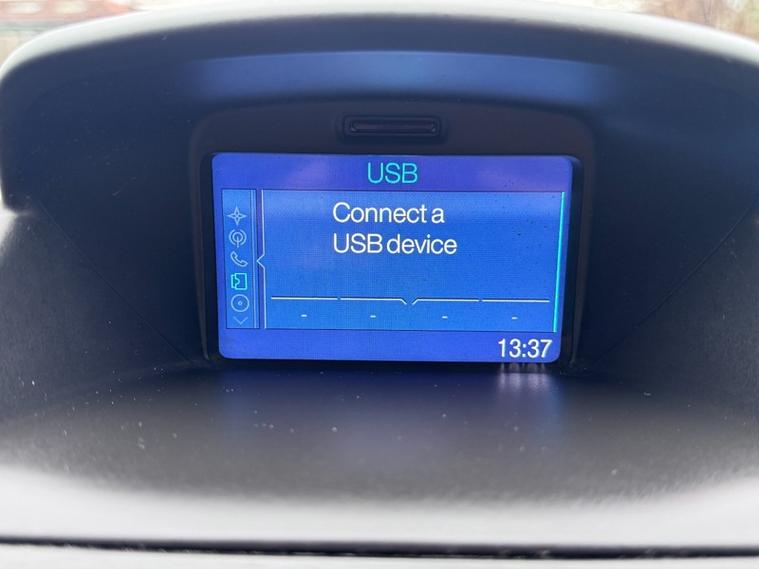 USB
Connect a
USB device
- - - -
13:37